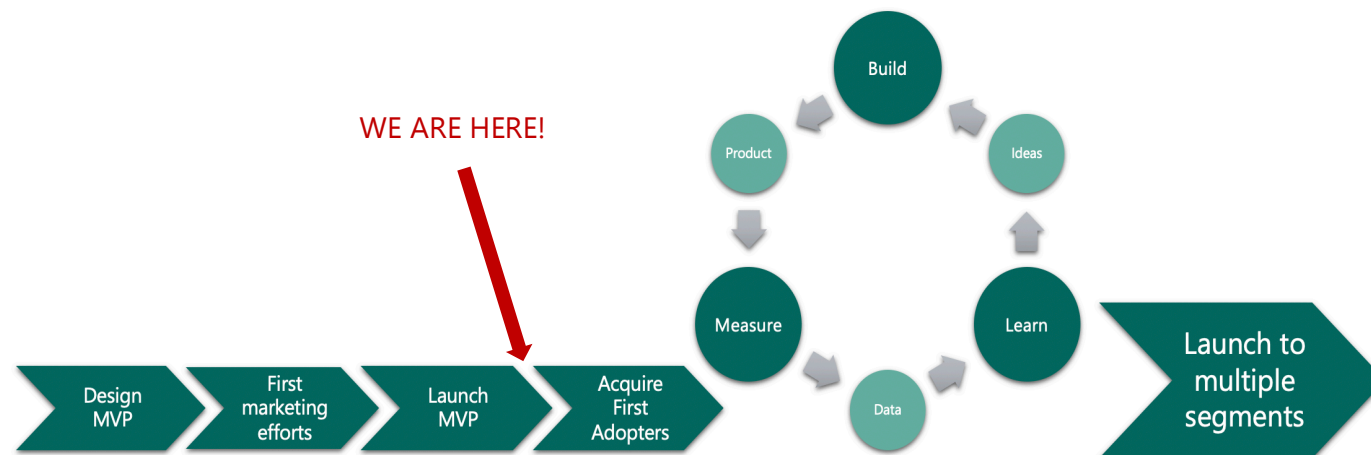 WE ARE HERE!
Build
Product
Ideas
Measure
Learn
Data
Design
MVP
First
marketing
efforts
Launch
MVP
Acquire
First
Adopters
Launch to
multiple
segments